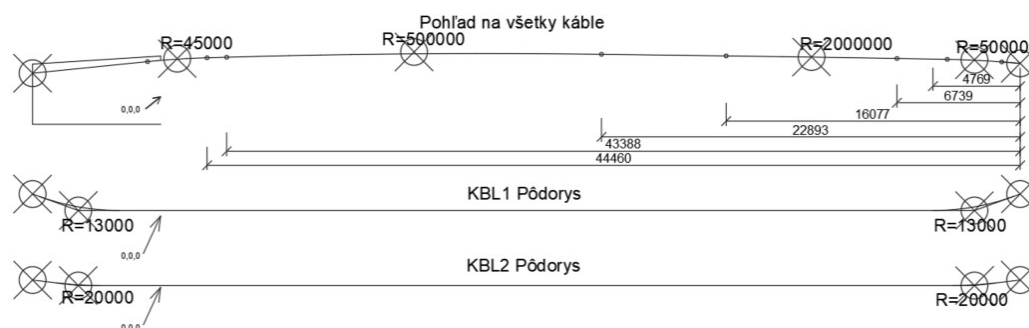 Pohľad na všetky káble
R=45000
R=500000
R=2000000
R=50000
4769
6739
16077
22893
43388
44460
0,0,0
KBL1 Pôdorys
R=13000
R=13000
0,0,0
KBL2 Pôdorys
R=20000
R=20000
0,0,0